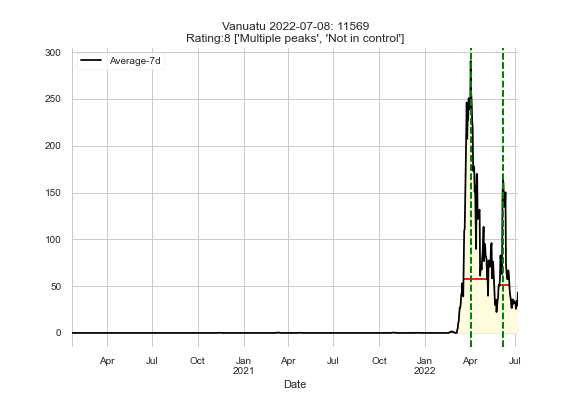 Vanuatu 2022-07-08: 11569
Rating:8 ['Multiple peaks', 'Not in control']
Average-7d
300
250
200
150
100
50
0
Apr Jul Oct Jan Apr Jul Oct Jan Apr Jul
2021 2022
Date